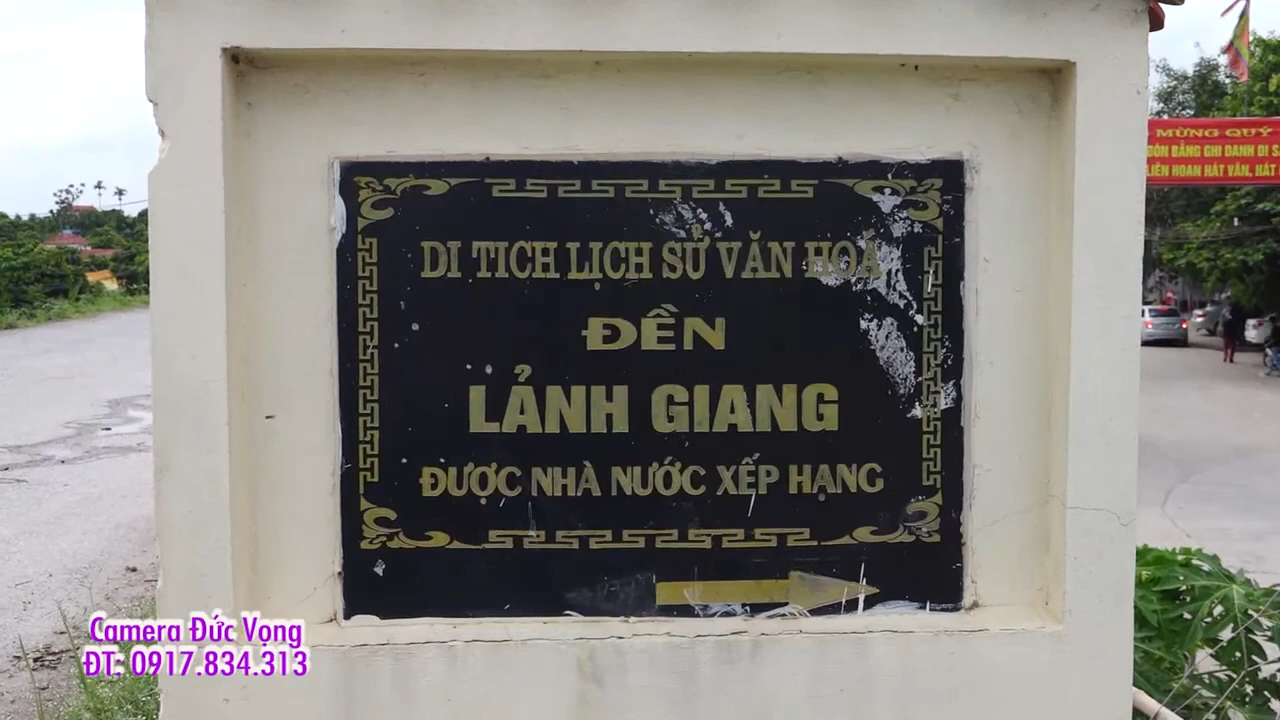 DI TICH LỊCH SỬ VĂN HOÁ
ĐỀN
LẢNH GIANG
ĐƯỢC NHÀ NƯỚC XẾP HẠNG
MỪNG QUÝ
ĐÓN BẰNG GHI DANH DI S
LIÊN HOAN HÁT VĂN, HÁT
Camera Đức Vọng
ĐT: 0917.834.313